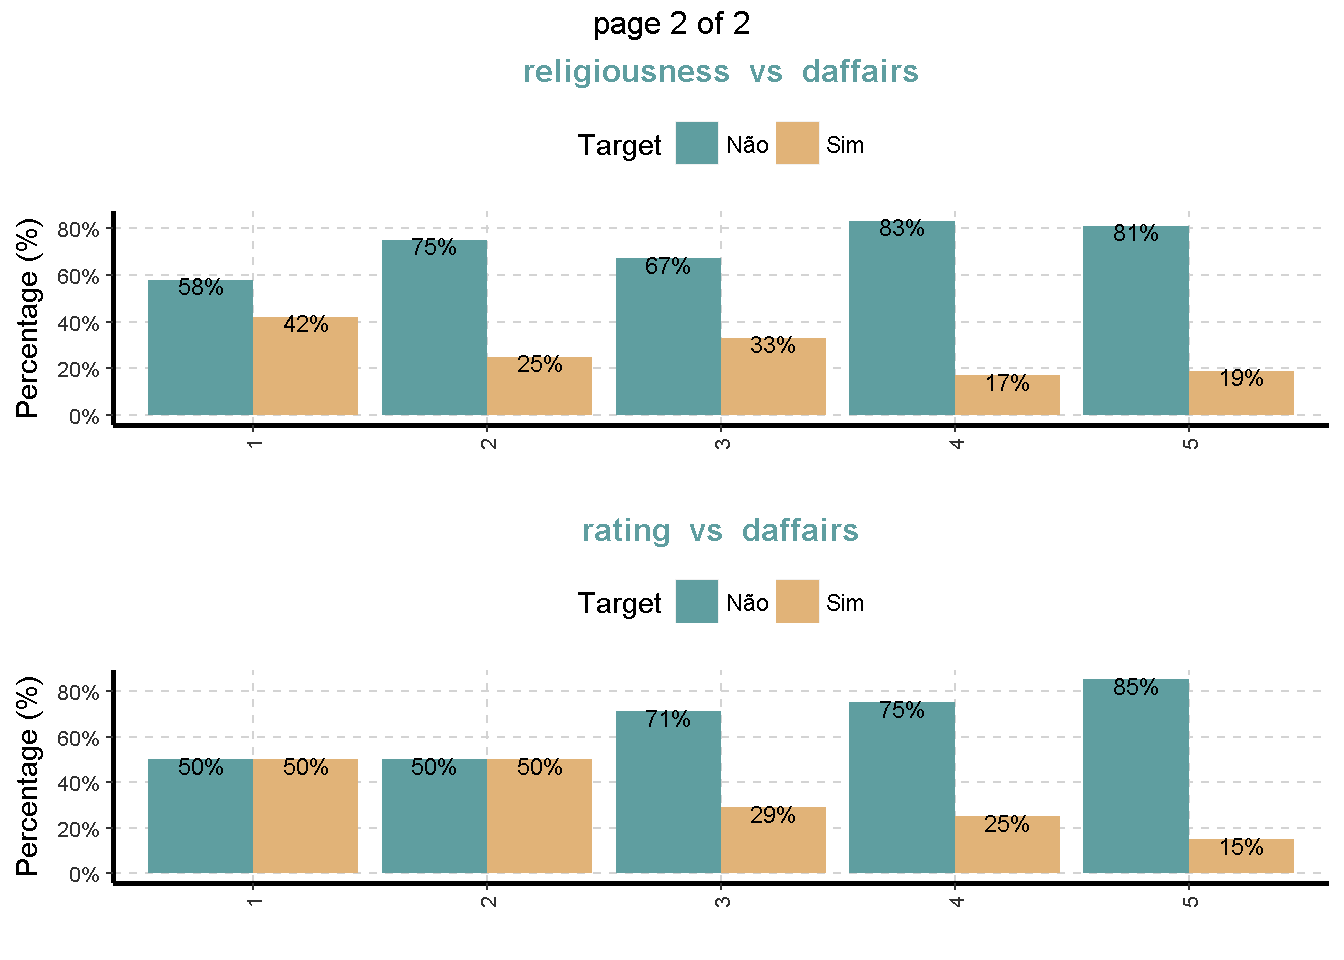 page 2 of 2
religiousness vs daffairs
Target Não Sim
Percentage (%)
80%
60%
40%
20%
0%
58% 42% 75% 25% 67% 33% 83% 17% 81% 19%
1 2 3 4 5
rating vs daffairs
Target Não Sim
Percentage (%)
80%
60%
40%
20%
0%
50% 50% 50% 50% 71% 29% 75% 25% 85% 15%
1 2 3 4 5